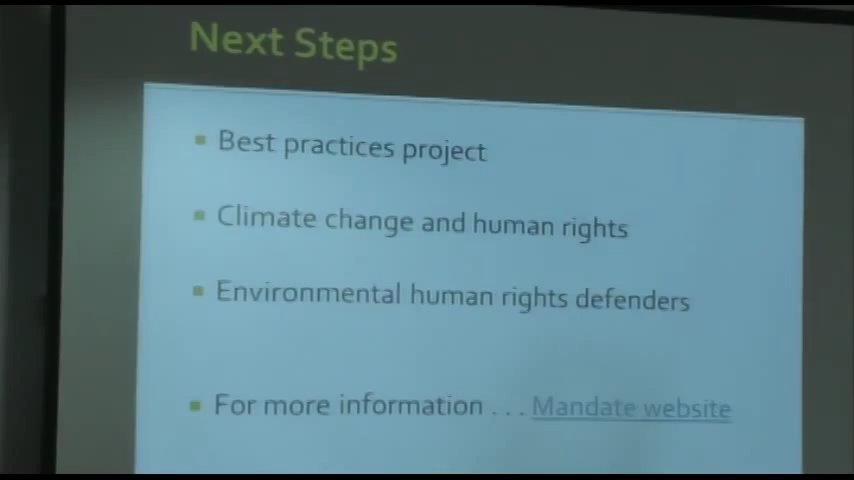 Next Steps
Best practices project
Climate change and human rights
Environmental human rights defenders
For more information . . . Mandate website